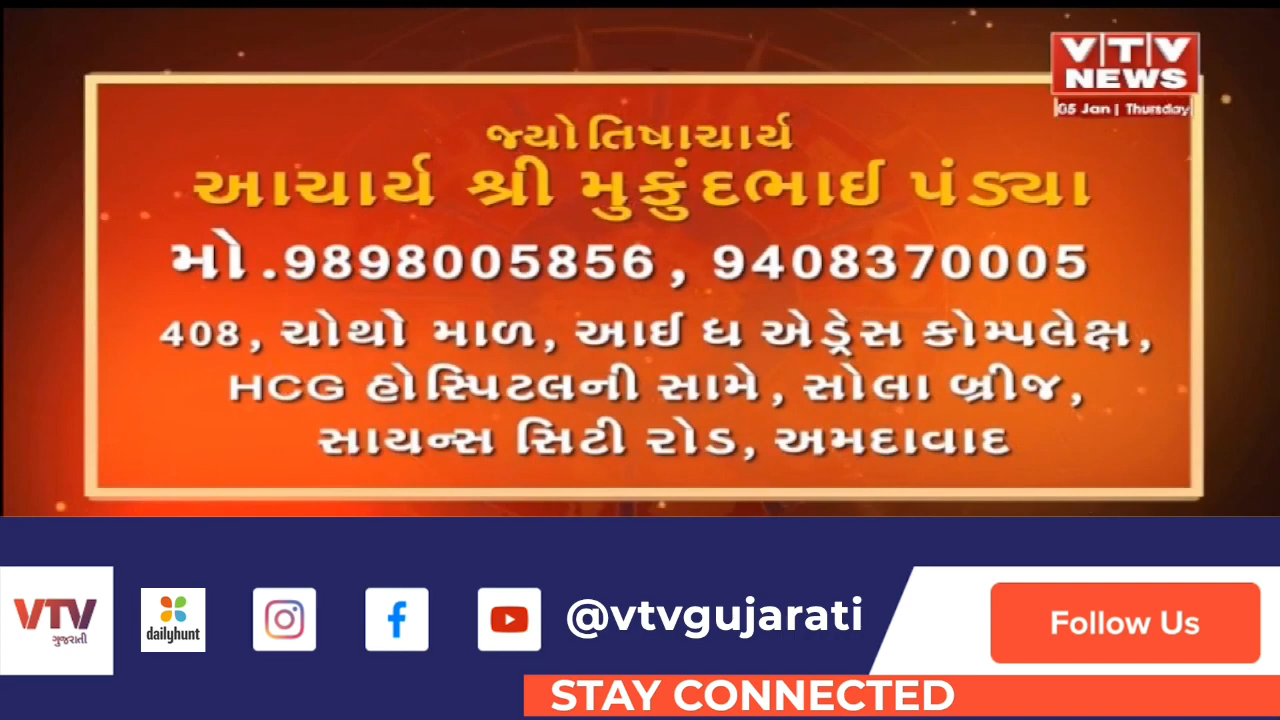 VTV
NEWS
05 Jan | Thursday
જ્યોતિષાચાર્ય
આચાર્ય શ્રી મુકુંદભાઈ પંડ્યા
મો.9898005856, 9408370005
408, ચોથો માળ, આઈ ધ એડ્રેસ કોમ્પલેક્ષ,
HCG હોસ્પિટલની સામે, સોલા બ્રીજ,
સાયન્સ સિટી રોડ, અમદાવાદ
VTV
ગુજરાતી
dailyhunt
@vtvgujarati
Follow Us
STAY CONNECTED